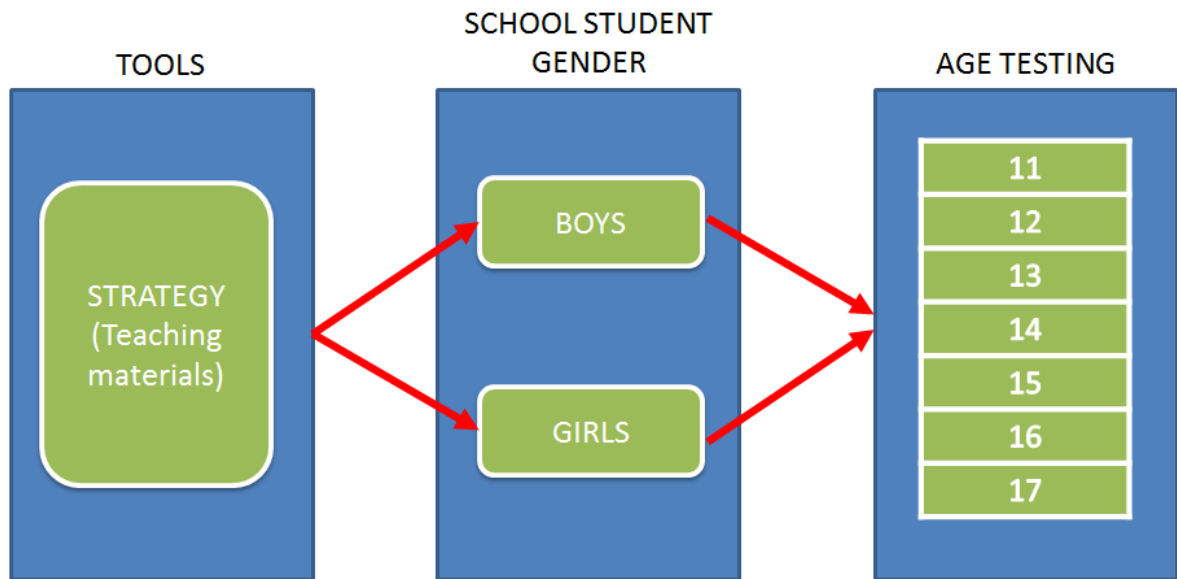 TOOLS
STRATEGY
(Teaching
materials)
SCHOOL STUDENT
GENDER
BOYS
GIRLS
AGE TESTING
11
12
13
14
15
16
17